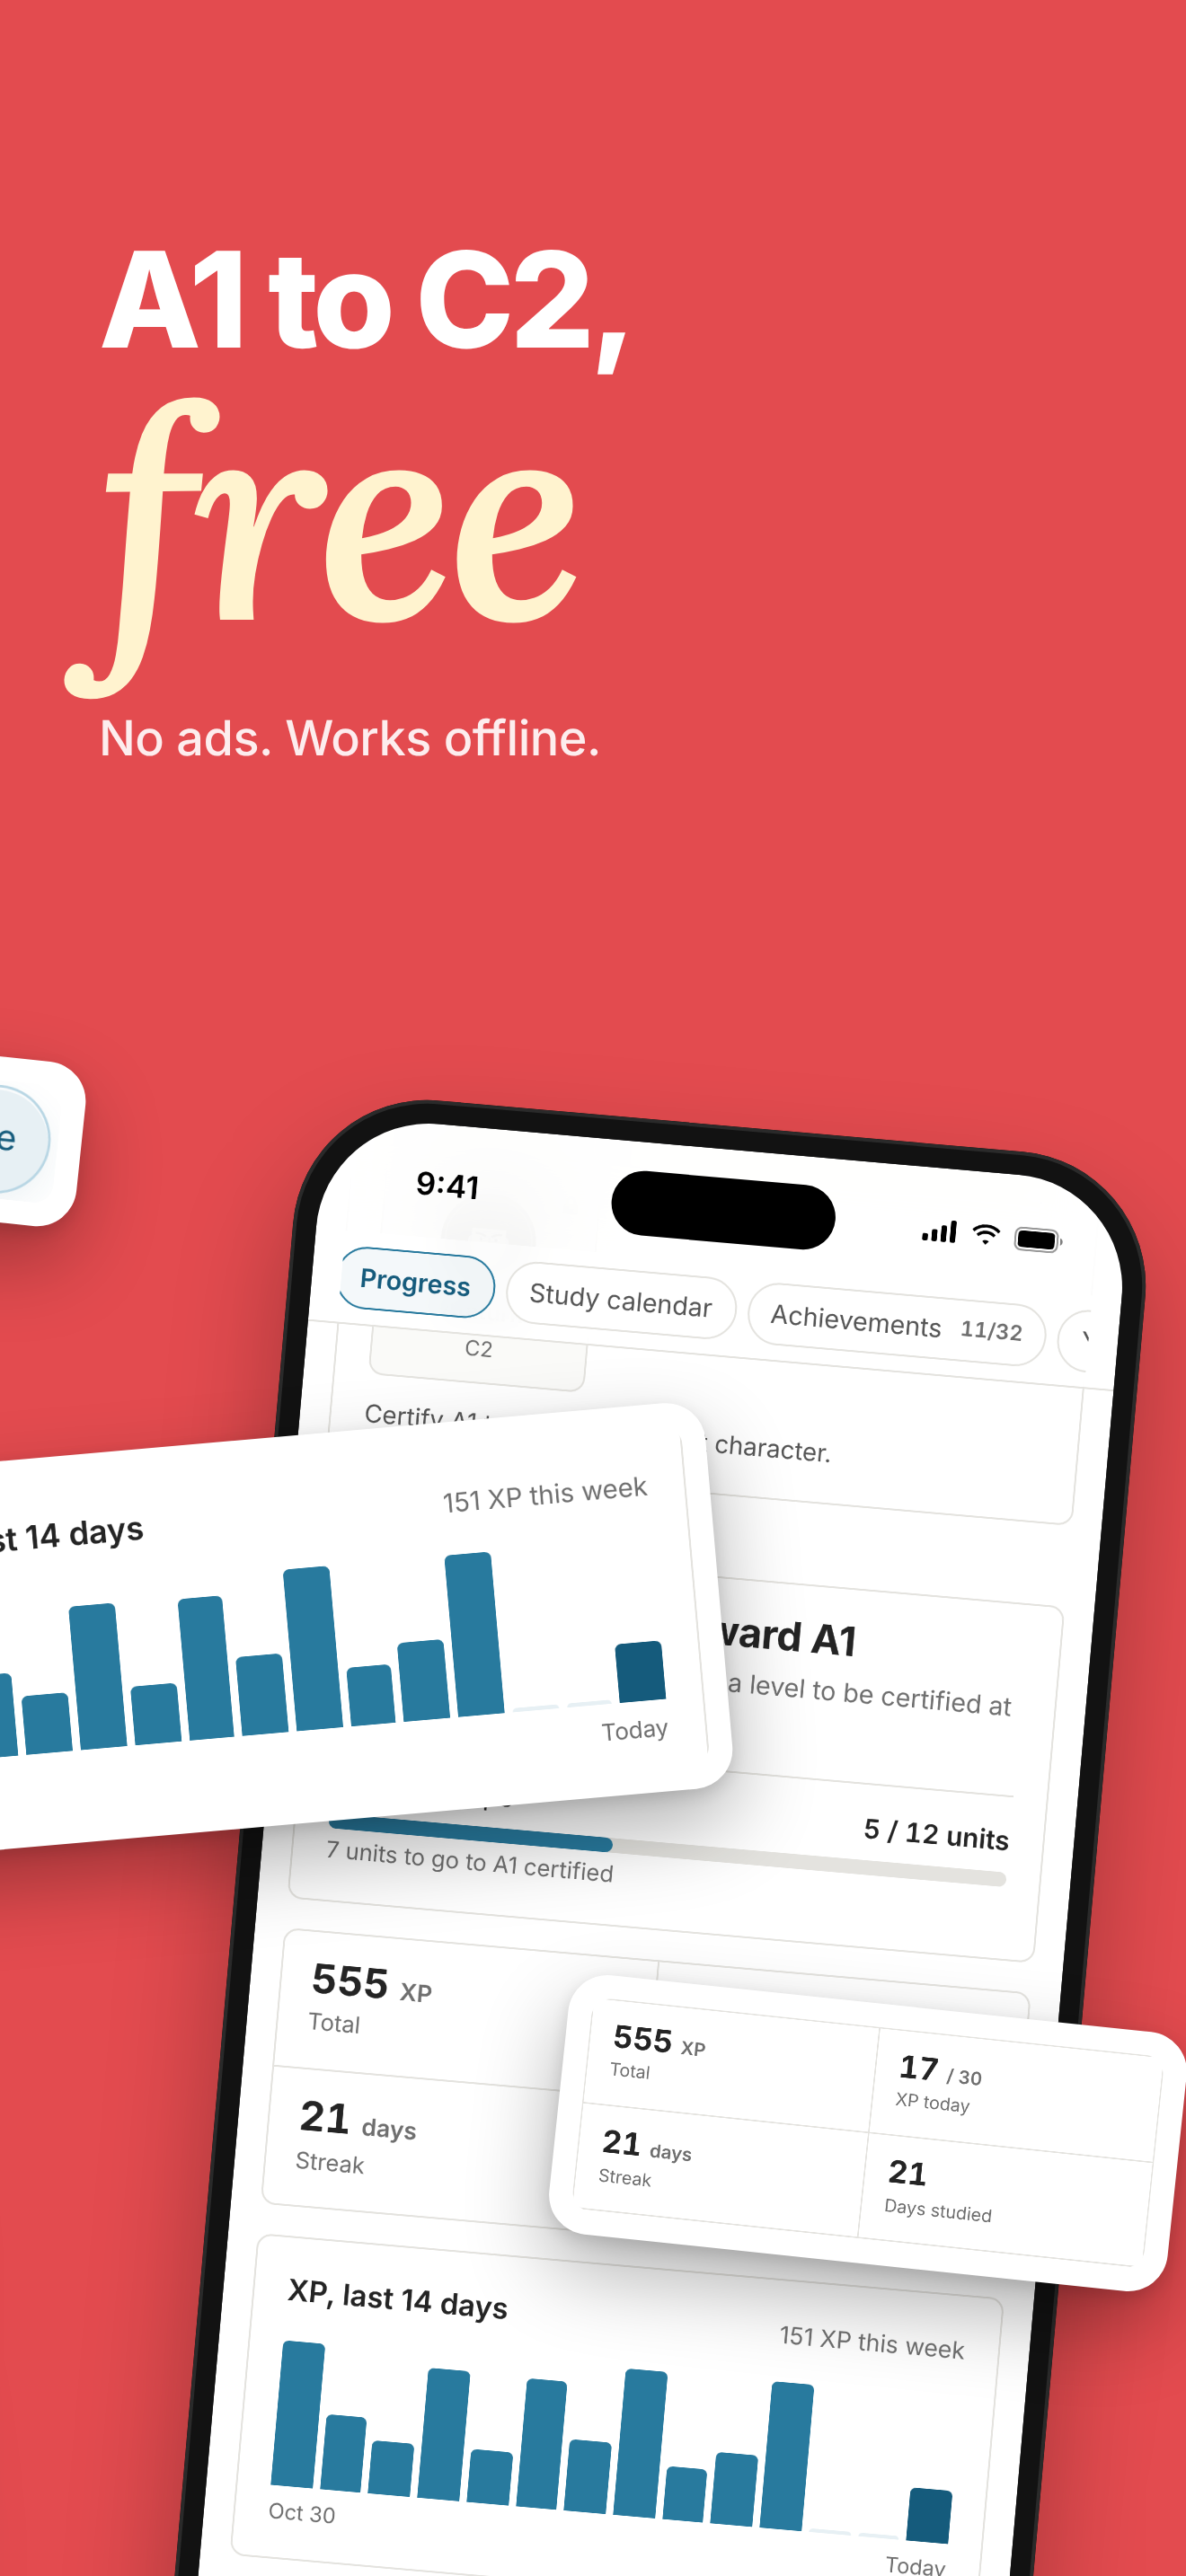 A1 to C2,
free
No ads. Works offline.
e
9:41
Progress
Study calendar
Achievements 11/32
C2
Certify A1
character.
st 14 days
151 XP this week
Today
ward A1
a level to be certified at
5 / 12 units
7 units to go to A1 certified
555 XP
Total
21 days
Streak
555 XP
Total
17 / 30
XP today
21 days
Streak
21
Days studied
XP, last 14 days
151 XP this week
Oct 30
Today